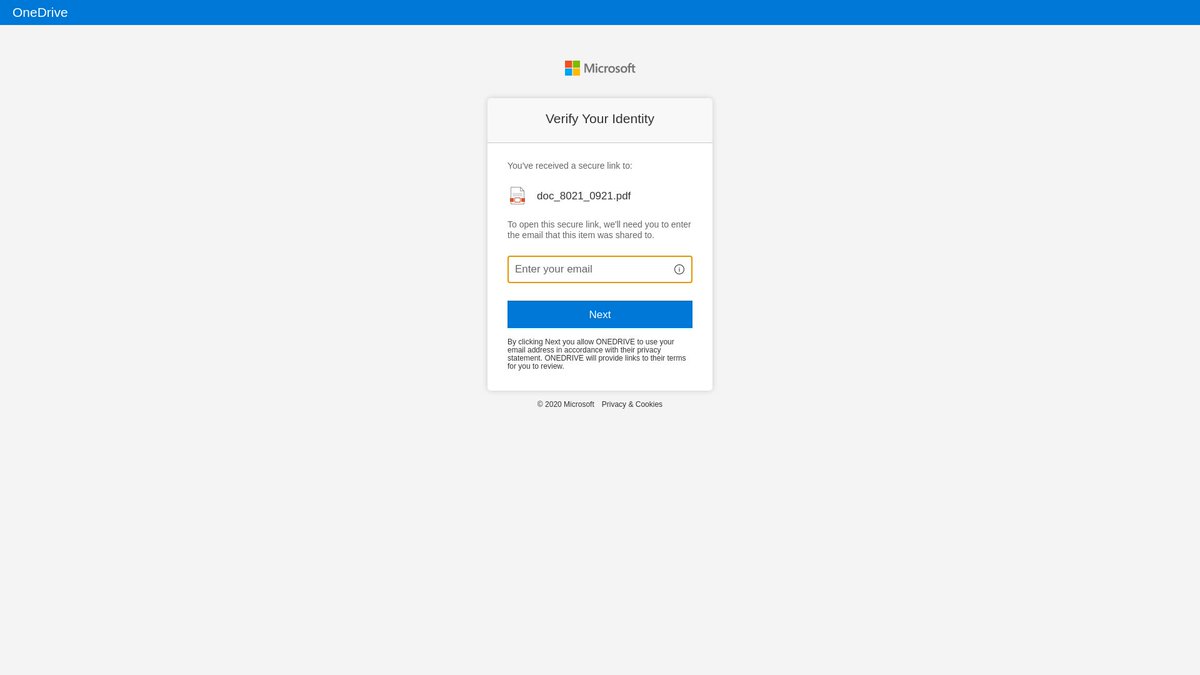 OneDrive
Microsoft
Verify Your Identity
You've received a secure link to:
doc_8021_0921.pdf
To open this secure link, we'll need you to enter
the email that this item was shared to.
Enter your email
Next
By clicking Next you allow ONEDRIVE to use your
email address in accordance with their privacy
statement. ONEDRIVE will provide links to their terms
for you to review.
© 2020 Microsoft Privacy & Cookies